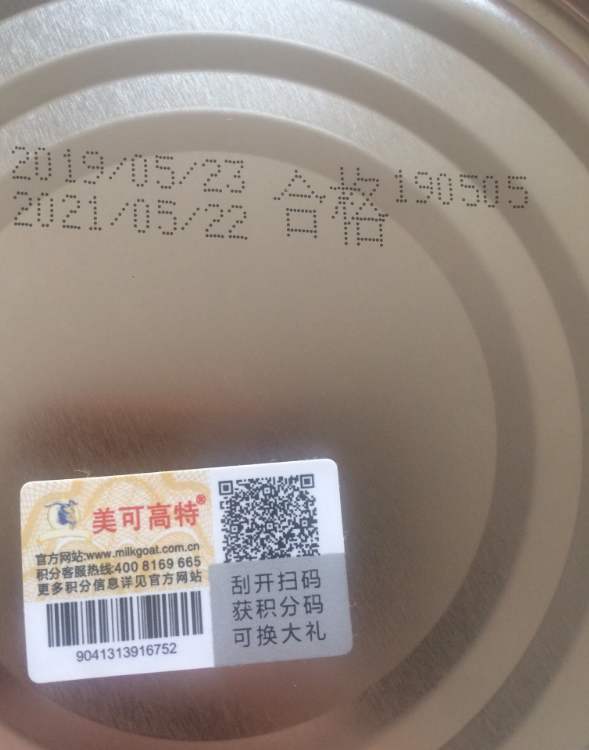 2019/05/23 合格 190505
2021/05/22
美可高特®
官方网站:www.milkgoat.com.cn
积分客服热线:400 8169 665
更多积分信息详见官方网站
9041313916752
刮开扫码
获积分码
可换大礼